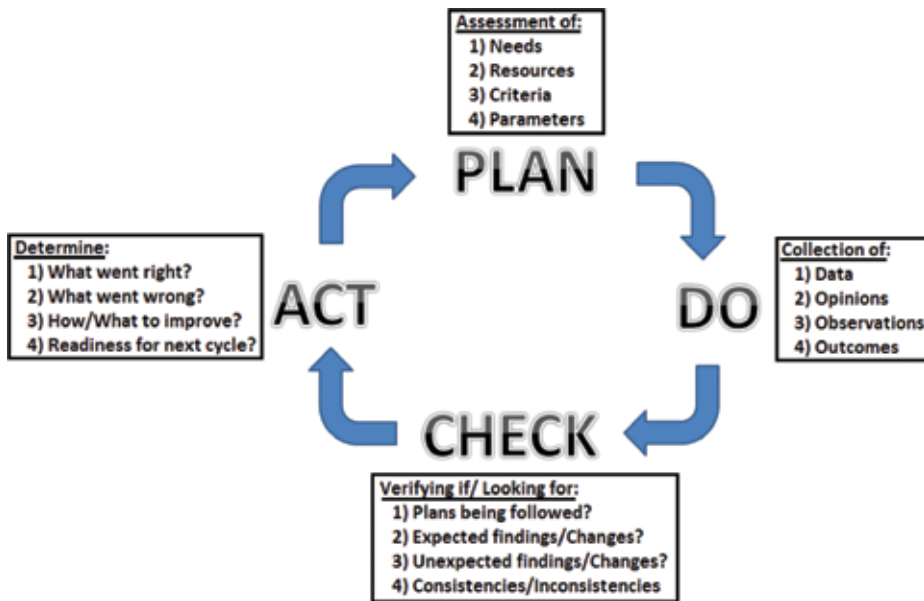 Assessment of:
1) Needs
2) Resources
3) Criteria
4) Parameters
PLAN
Collection of:
1) Data
2) Opinions
3) Observations
4) Outcomes
DO
CHECK
Verifying if/ Looking for:
1) Plans being followed?
2) Expected findings/Changes?
3) Unexpected findings/Changes?
4) Consistencies/Inconsistencies
Determine:
1) What went right?
2) What went wrong?
3) How/What to improve?
4) Readiness for next cycle?
ACT